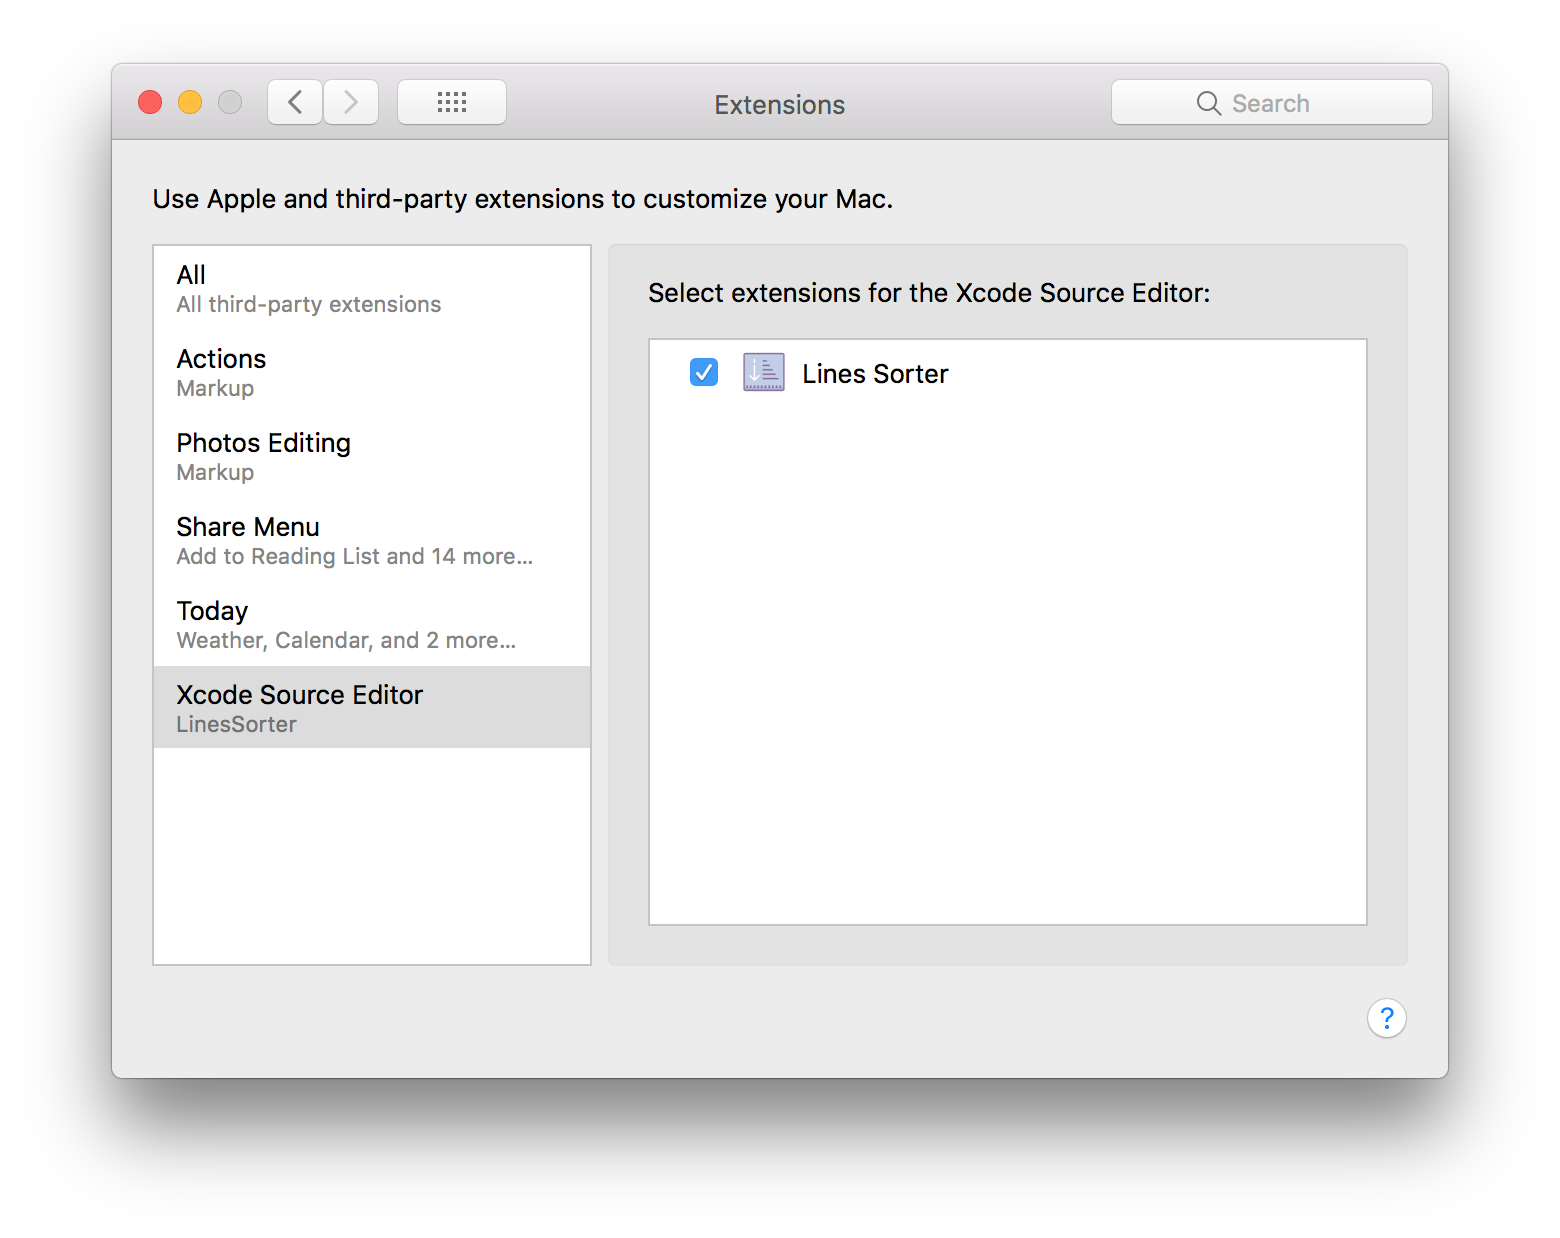 Extensions
Search
Use Apple and third-party extensions to customize your Mac.
All
All third-party extensions
Actions
Markup
Photos Editing
Markup
Share Menu
Add to Reading List and 14 more...
Today
Weather, Calendar, and 2 more...
Xcode Source Editor
LinesSorter
Select extensions for the Xcode Source Editor:
Lines Sorter
?